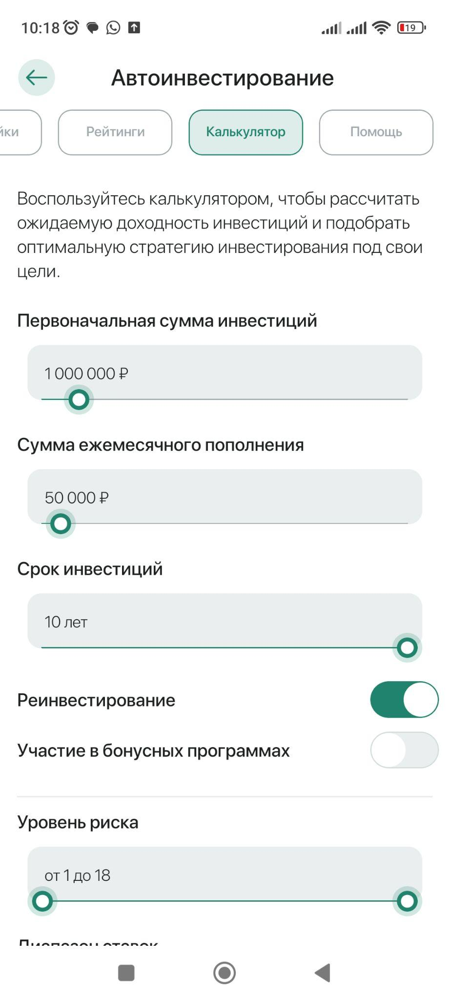 10:18
19
Автоинвестирование
йки
Рейтинги
Калькулятор
Помощь
Воспользуйтесь калькулятором, чтобы рассчитать
ожидаемую доходность инвестиций и подобрать
оптимальную стратегию инвестирования под свои
цели.
Первоначальная сумма инвестиций
1 000 000 ₽
Сумма ежемесячного пополнения
50 000 ₽
Срок инвестиций
10 лет
Реинвестирование
Участие в бонусных программах
Уровень риска
от 1 до 18
Диапазон ставок